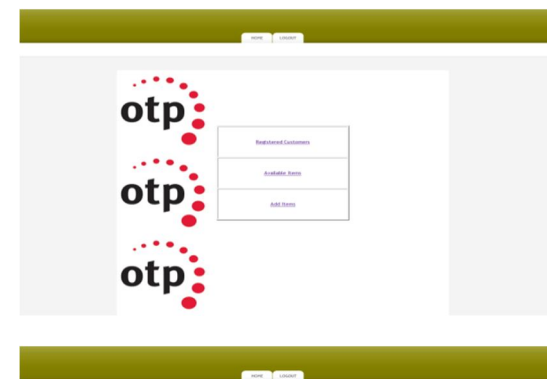 HOME LOGOUT
otp
Registered Customers
otp
Available Items
Add Items
otp
HOME LOGOUT